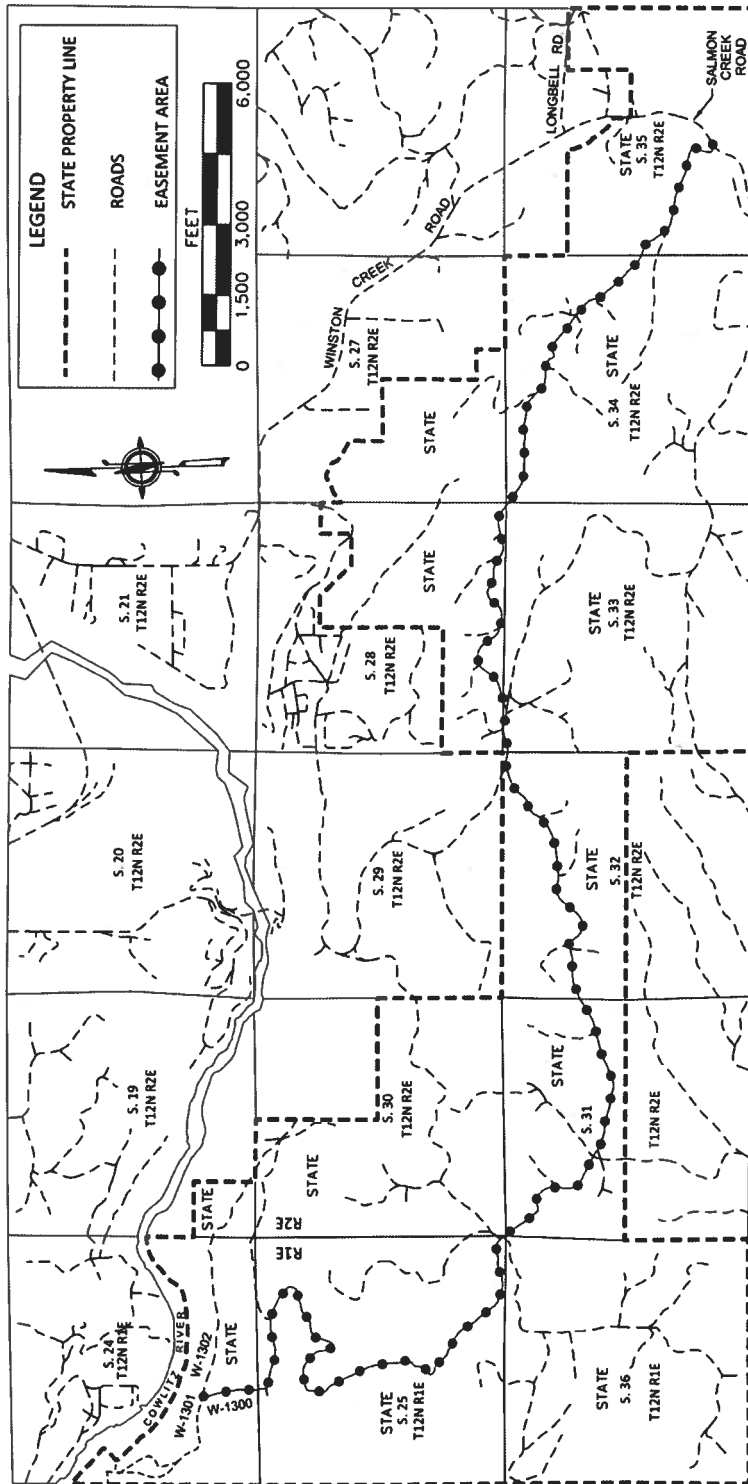 LEGEND
STATE PROPERTY LINE
ROADS
EASEMENT AREA
FEET
0 1,500 3,000 6,000
S. 24
T12N R1E
S. 19
T12N R2E
S. 20
T12N R2E
S. 21
T12N R2E
COWLITZ RIVER
W-1301
W-1302
W-1300
STATE
STATE
R1E
R2E
STATE
S. 25
T12N R1E
STATE
S. 30
T12N R2E
S. 29
T12N R2E
S. 28
T12N R2E
STATE
STATE
S. 27
T12N R2E
WINSTON CREEK ROAD
LONGBELL RD
STATE
S. 36
T12N R1E
STATE
S. 31
T12N R2E
STATE
S. 32
T12N R2E
STATE
S. 33
T12N R2E
STATE
S. 34
T12N R2E
STATE
S. 35
T12N R2E
SALMON
CREEK
ROAD